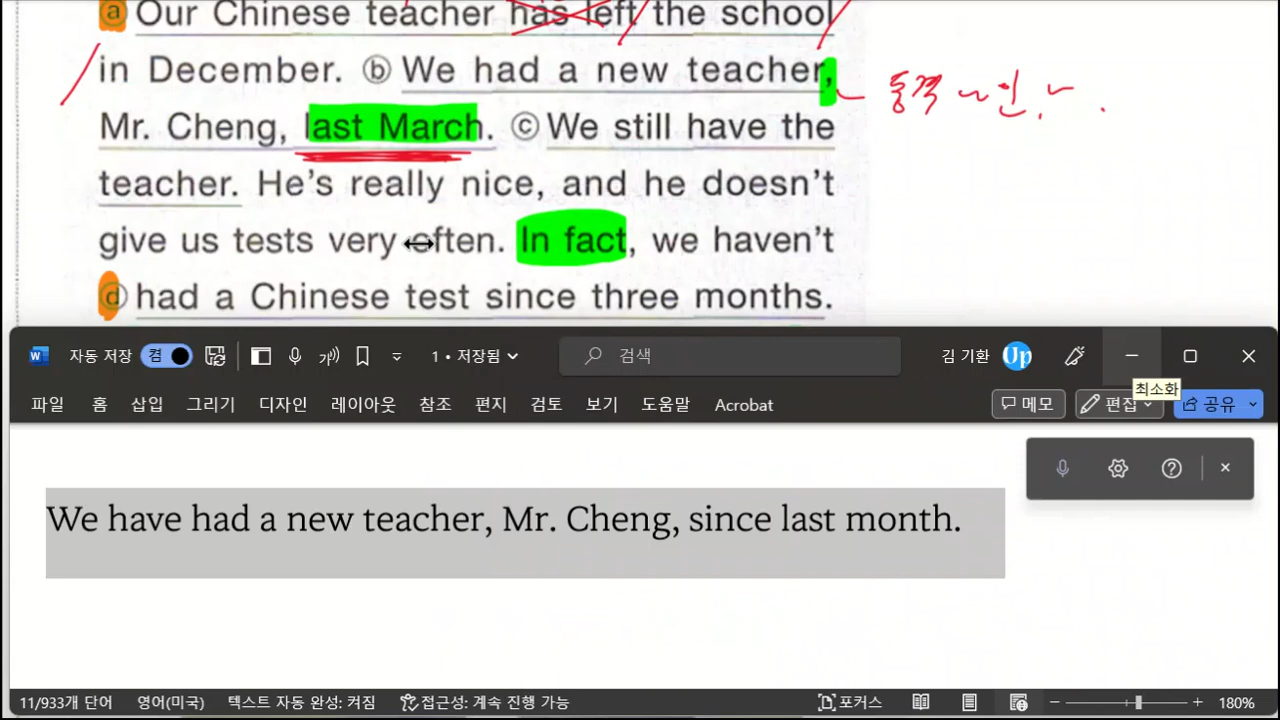 ⓐ Our Chinese teacher has left the school
in December. ⓑ We had a new teacher,
동격 ~인, ~ .
Mr. Cheng, last March. ⓒ We still have the
teacher. He's really nice, and he doesn't
give us tests very often. In fact, we haven't
ⓓ had a Chinese test since three months.
자동 저장 켬 가)) 1 • 저장됨 검색 김 기환 Up
최소화
파일 홈 삽입 그리기 디자인 레이아웃 참조 편지 검토 보기 도움말 Acrobat 메모 편집 공유
We have had a new teacher, Mr. Cheng, since last month.
11/933개 단어 영어(미국) 텍스트 자동 완성: 켜짐 접근성: 계속 진행 가능 포커스 180%